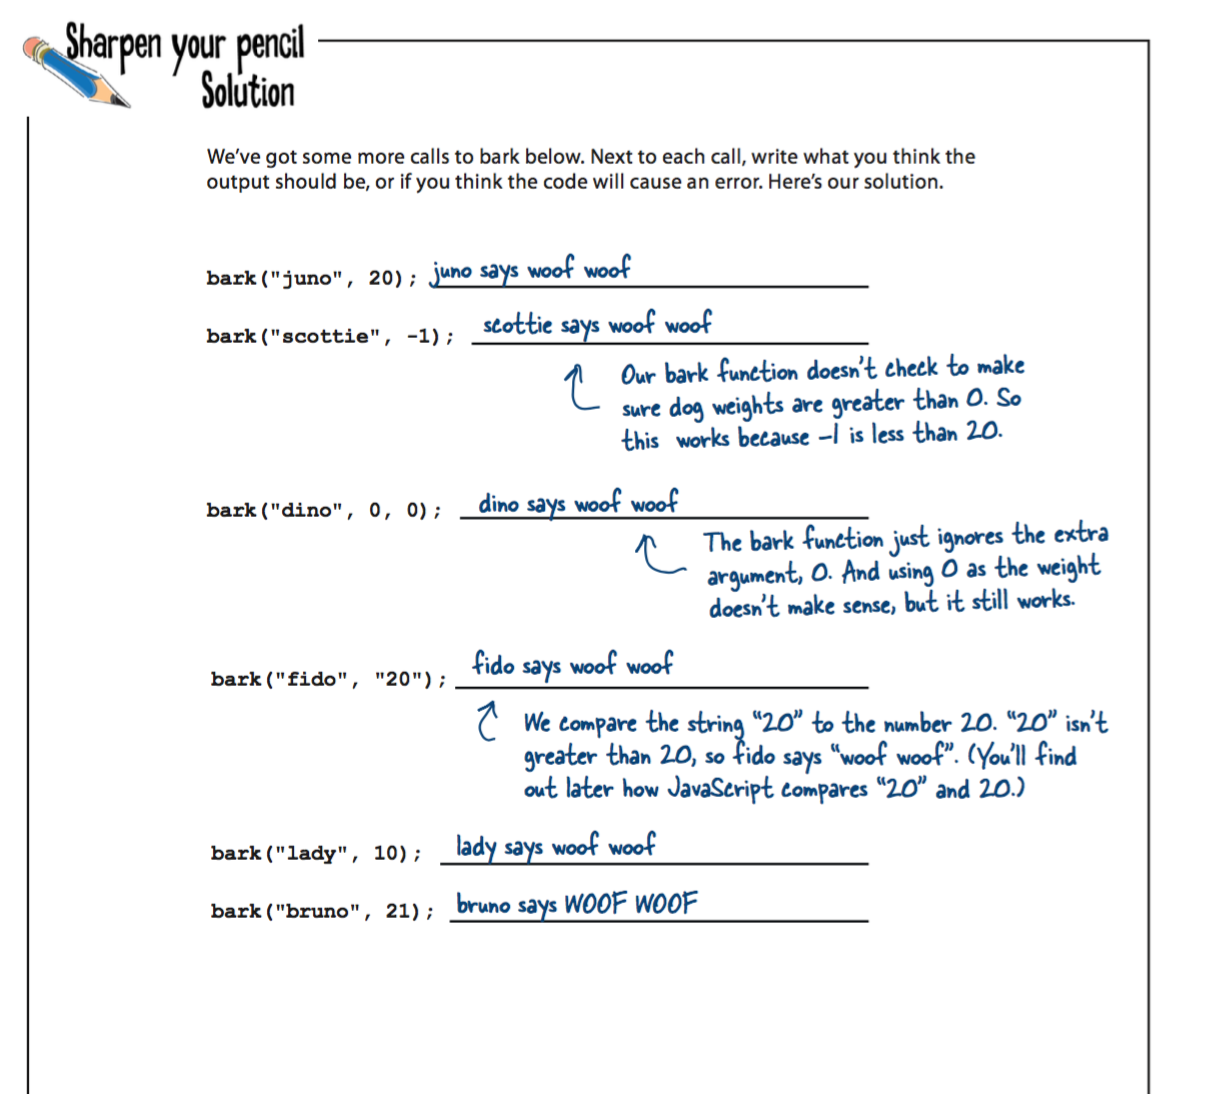 Sharpen your pencil
Solution
We've got some more calls to bark below. Next to each call, write what you think the
output should be, or if you think the code will cause an error. Here's our solution.
bark("juno", 20); juno says woof woof
bark("scottie", -1); scottie says woof woof
Our bark function doesn't check to make
sure dog weights are greater than 0. So
this works because -1 is less than 20.
bark("dino", 0, 0); dino says woof woof
The bark function just ignores the extra
argument, 0. And using 0 as the weight
doesn't make sense, but it still works.
bark("fido", "20"); fido says woof woof
We compare the string "20" to the number 20. "20" isn't
greater than 20, so fido says "woof woof". (You'll find
out later how JavaScript compares "20" and 20.)
bark("lady", 10); lady says woof woof
bark("bruno", 21); bruno says WOOF WOOF